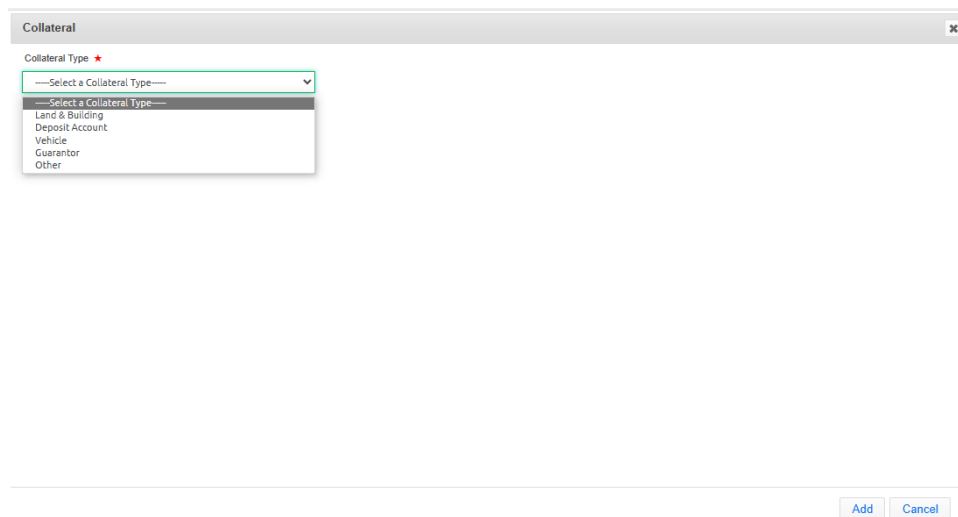 Collateral
Collateral Type ★
-----Select a Collateral Type-----
-----Select a Collateral Type-----
Land & Building
Deposit Account
Vehicle
Guarantor
Other
Add Cancel